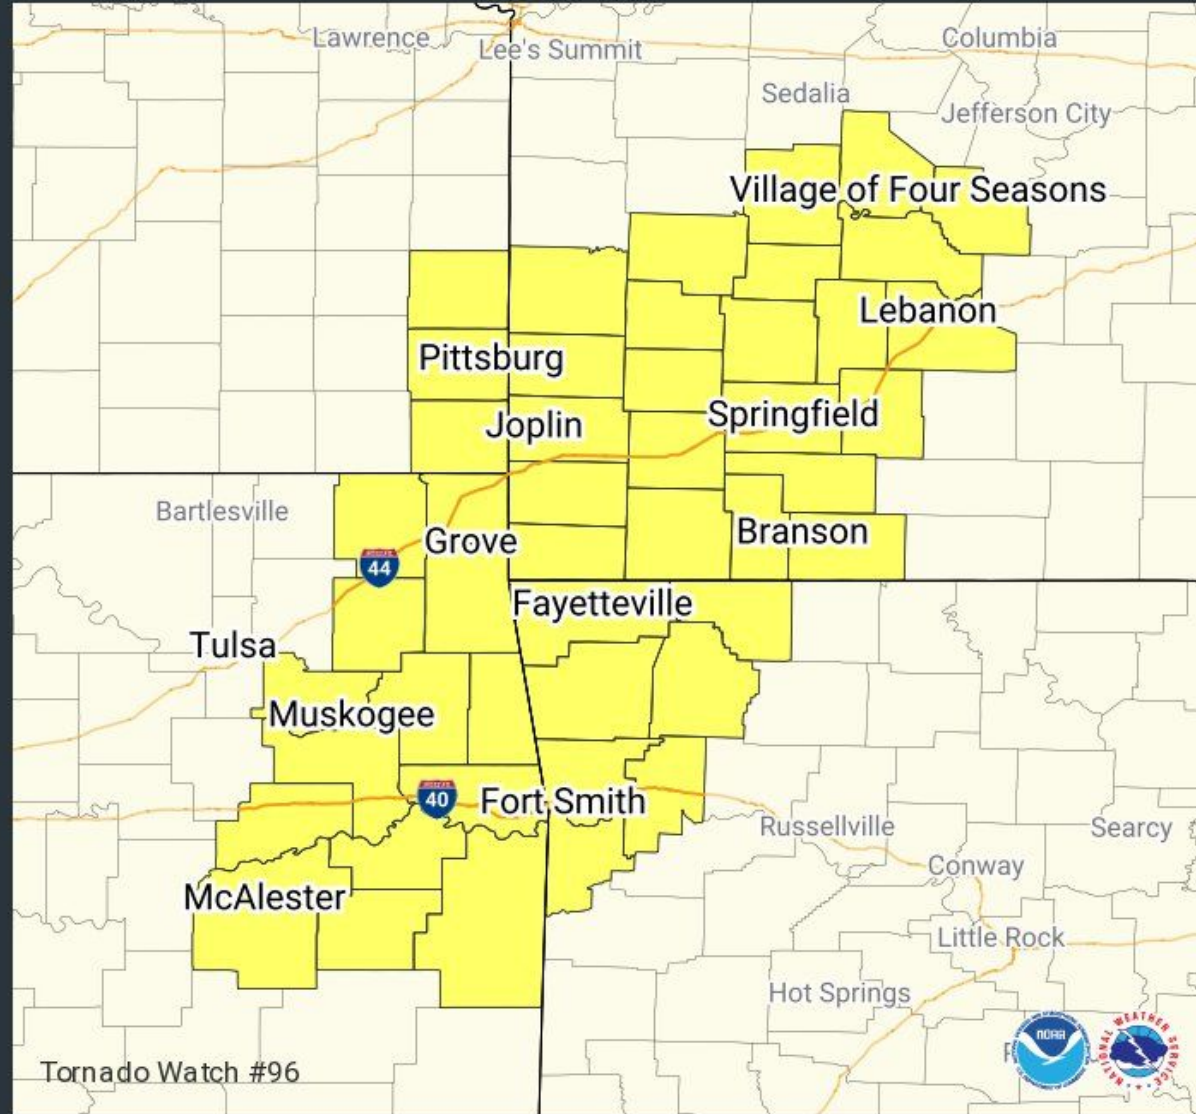 Lawrence
Lee's Summit
Columbia
Sedalia
Jefferson City
Village of Four Seasons
Lebanon
Pittsburg
Joplin
Springfield
Bartlesville
Grove
Branson
44
Fayetteville
Tulsa
Muskogee
40
Fort Smith
Russellville
Searcy
Conway
McAlester
Little Rock
Hot Springs
Tornado Watch #96
NOAA
NATIONAL WEATHER SERVICE